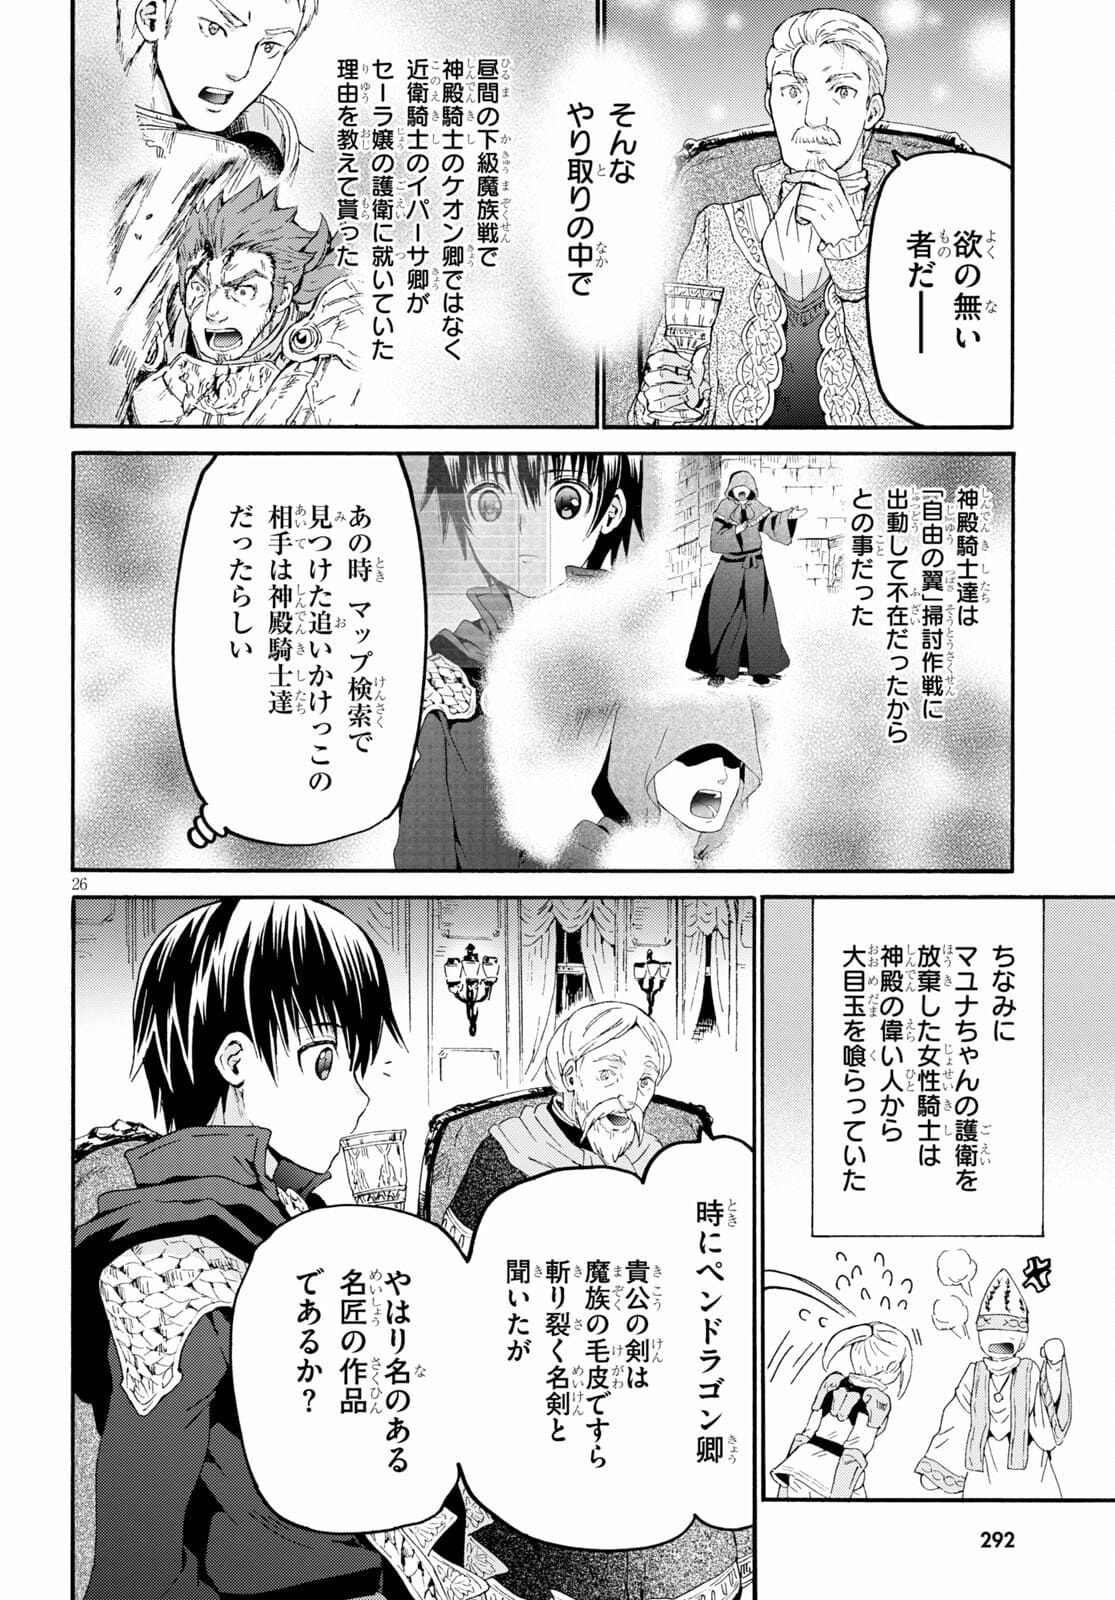 欲の無い
者だ――
そんな
やり取りの中で
昼間の下級魔族戦で
神殿騎士のケオン卿ではなく
近衛騎士のイパーサ卿が
セーラ嬢の護衛に就いていた
理由を教えて貰った
神殿騎士達は
「自由の翼」掃討作戦に
出動して不在だったから
との事だった
あの時 マップ検索で
見つけた追いかけっこの
相手は神殿騎士達
だったらしい
26
ちなみに
マユナちゃんの護衛を
放棄した女性騎士は
神殿の偉い人から
大目玉を喰らっていた
時にペンドラゴン卿
貴公の剣は
魔族の毛皮ですら
斬り裂く名剣と
聞いたが
やはり名のある
名匠の作品
であるか？
292